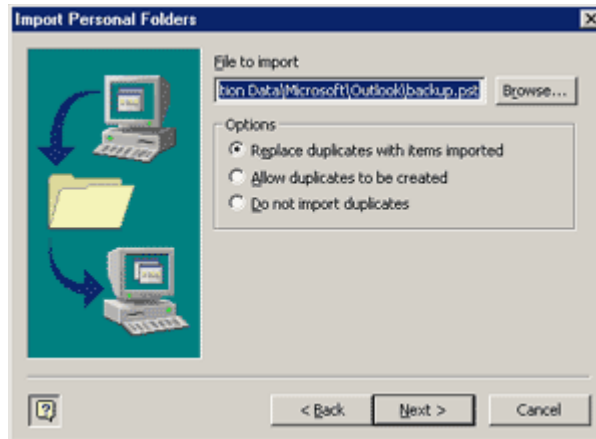 Import Personal Folders
File to import
tion Data\Microsoft\Outlook\backup.pst
Browse...
Options
Replace duplicates with items imported
Allow duplicates to be created
Do not import duplicates
< Back
Next >
Cancel